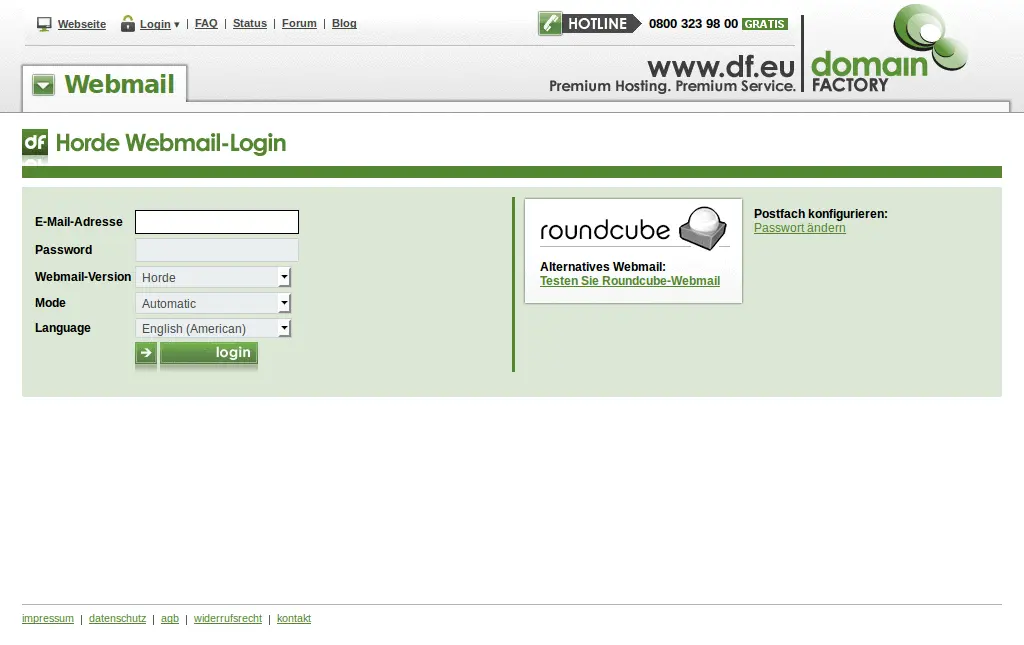 Webseite Login ▾ | FAQ | Status | Forum | Blog
HOTLINE 0800 323 98 00 GRATIS
www.df.eu
Premium Hosting. Premium Service.
domain
FACTORY
Webmail
df Horde Webmail-Login
E-Mail-Adresse
Password
Webmail-Version Horde
Mode Automatic
Language English (American)
login
roundcube
Alternatives Webmail:
Testen Sie Roundcube-Webmail
Postfach konfigurieren:
Passwort ändern
impressum | datenschutz | agb | widerrufsrecht | kontakt